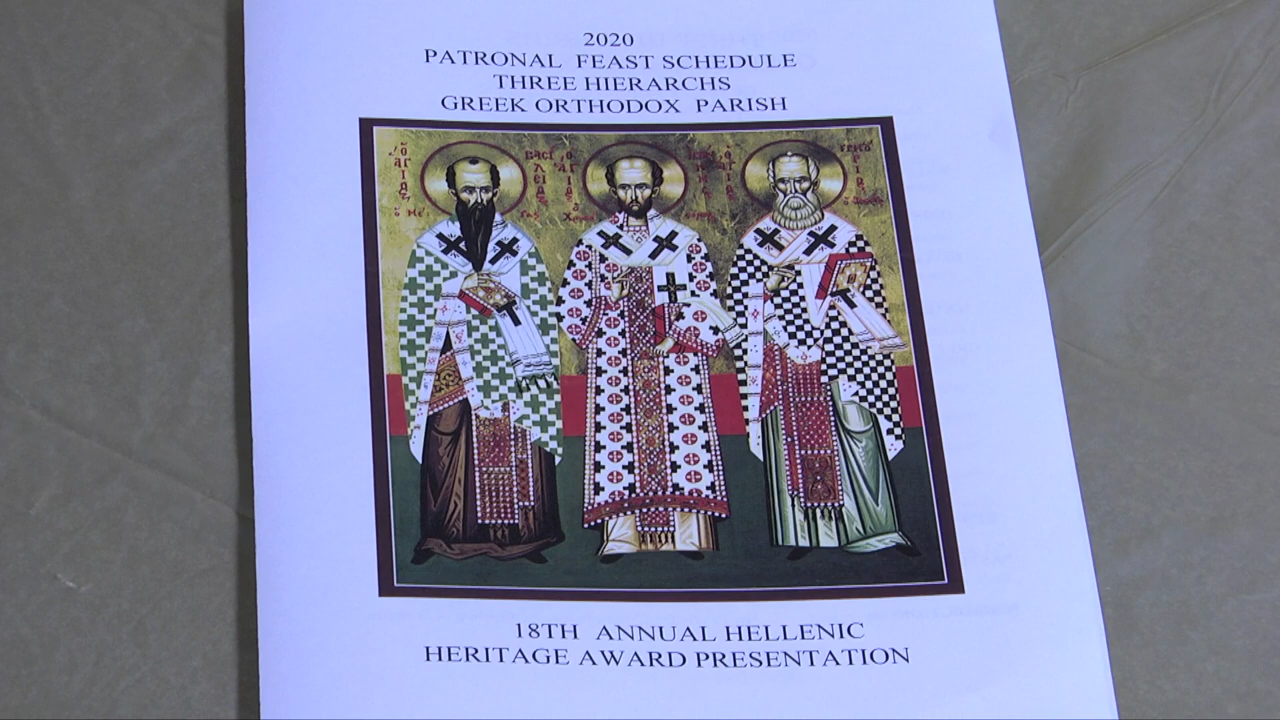 2020
PATRONAL FEAST SCHEDULE
THREE HIERARCHS
GREEK ORTHODOX PARISH
18TH ANNUAL HELLENIC
HERITAGE AWARD PRESENTATION